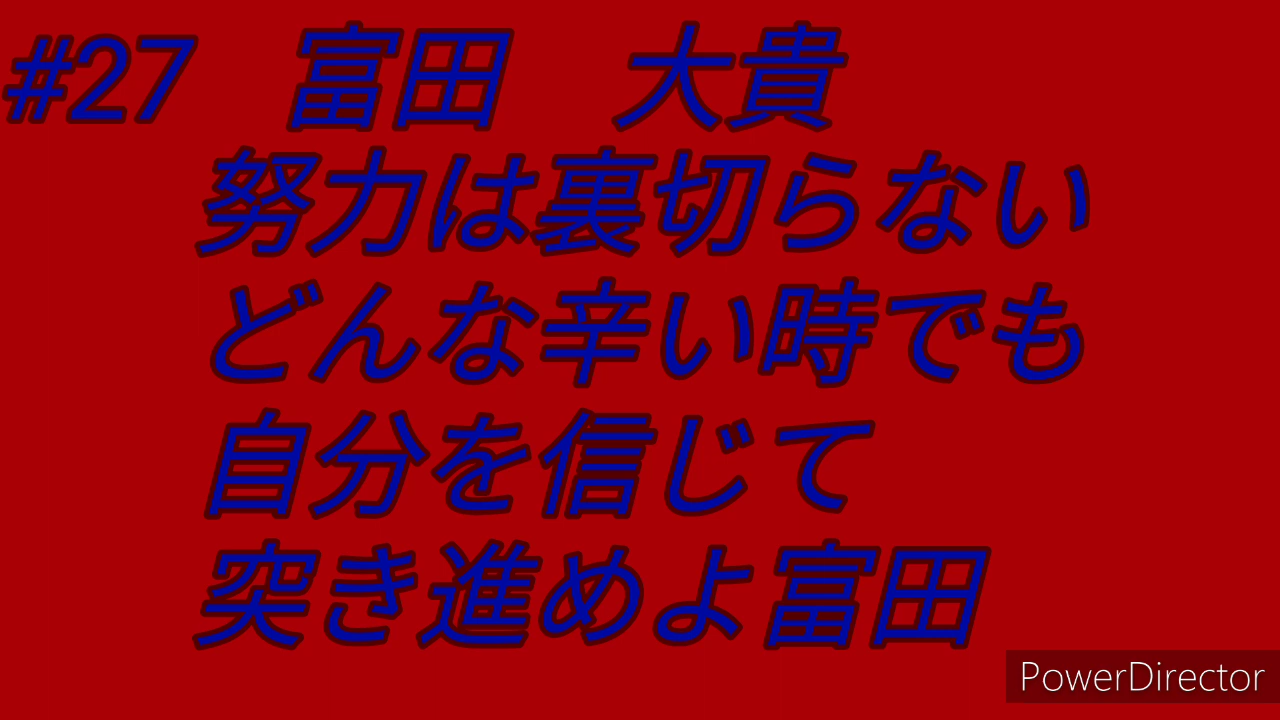 #27　富田　大貴
努力は裏切らない
どんな辛い時でも
自分を信じて
突き進めよ富田
PowerDirector